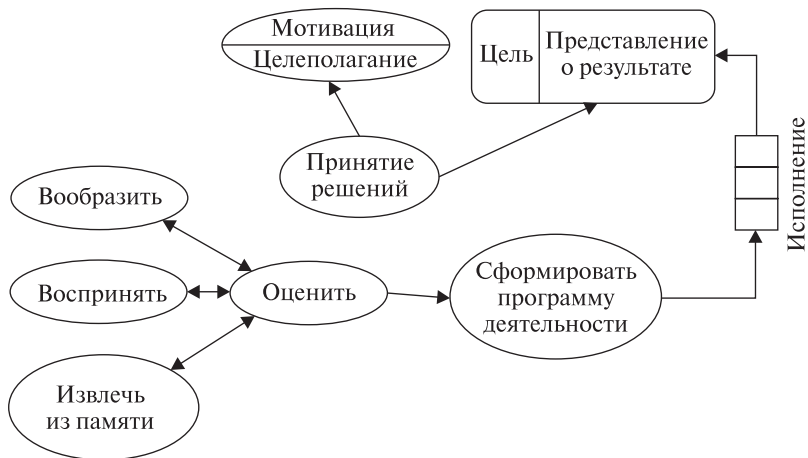 Мотивация
Целеполагание
Цель
Представление
о результате
Принятие
решений
Исполнение
Вообразить
Воспринять
Оценить
Сформировать
программу
деятельности
Извлечь
из памяти